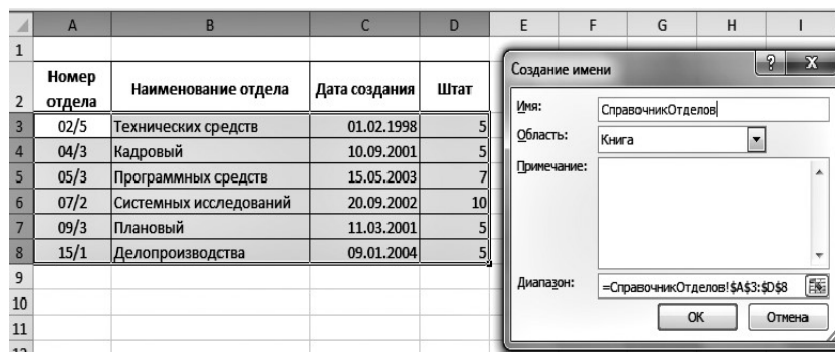 A B C D E F G H I
1
2 Номер отдела Наименование отдела Дата создания Штат
3 02/5 Технических средств 01.02.1998 5
4 04/3 Кадровый 10.09.2001 5
5 05/3 Программных средств 15.05.2003 7
6 07/2 Системных исследований 20.09.2002 10
7 09/3 Плановый 11.03.2001 5
8 15/1 Делопроизводства 09.01.2004 5
9
10
11
12
Создание имени ? X
Имя: СправочникОтделов
Область: Книга
Примечание:
Диапазон: =СправочникОтделов!$A$3:$D$8
ОК Отмена